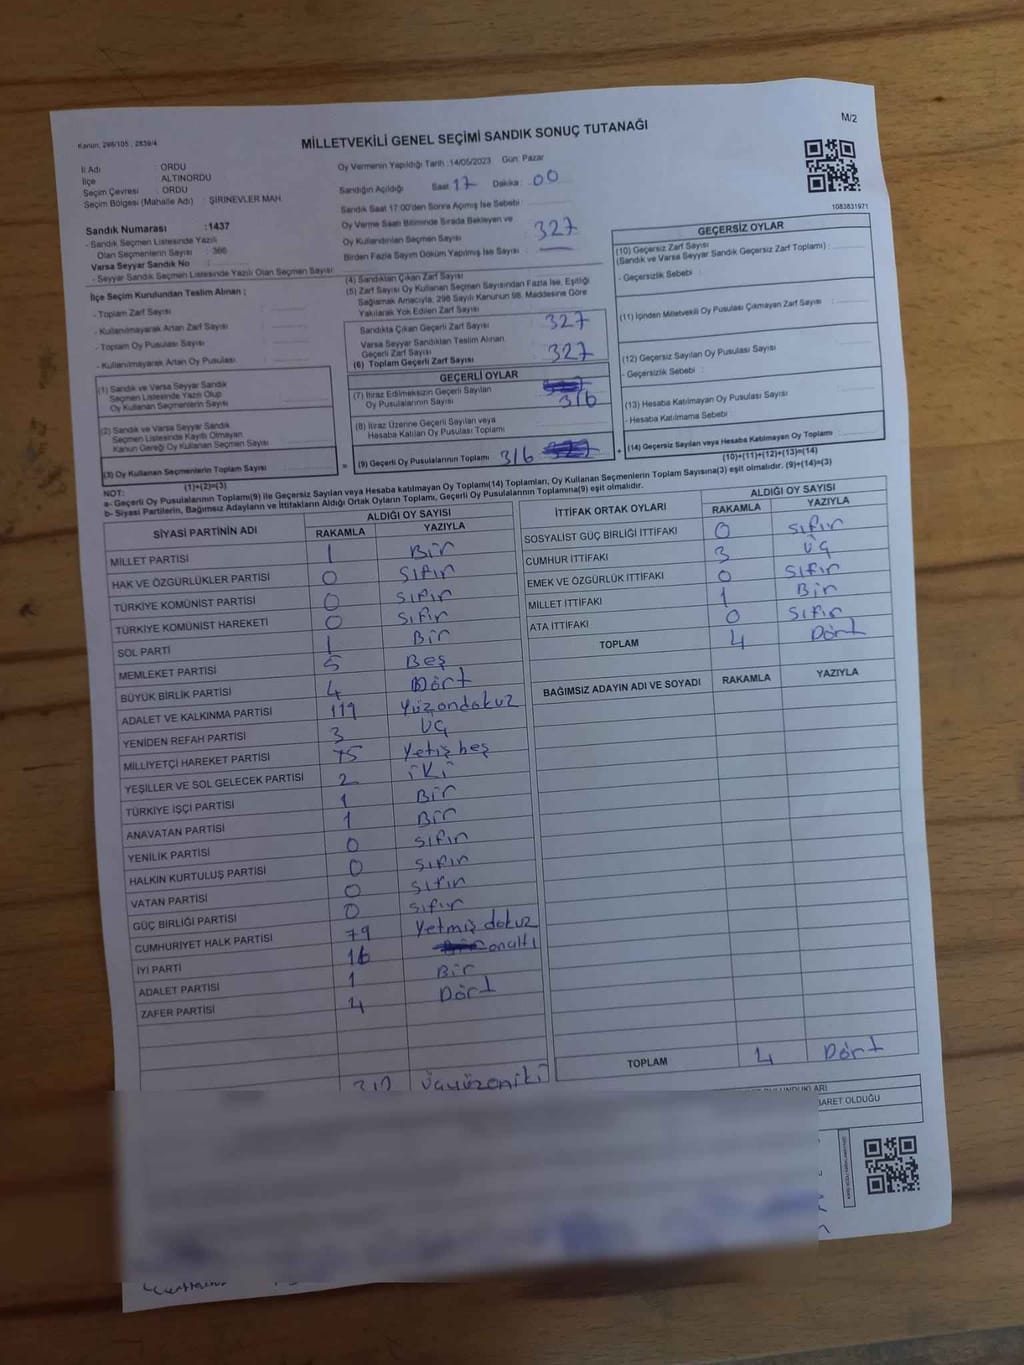 M/2
Kanun: 298/105 ; 2839/4
MİLLETVEKİLİ GENEL SEÇİMİ SANDIK SONUÇ TUTANAĞI
İl Adı : ORDU
İlçe : ALTINORDU
Seçim Çevresi : ORDU
Seçim Bölgesi (Mahalle Adı) : ŞİRİNEVLER MAH.
Sandık Numarası : 1437
- Sandık Seçmen Listesinde Yazılı
Olan Seçmenlerin Sayısı : 366
Varsa Seyyar Sandık No :
- Seyyar Sandık Seçmen Listesinde Yazılı Olan Seçmen Sayısı:
Oy Vermenin Yapıldığı Tarih :14/05/2023 Gün: Pazar
Sandığın Açıldığı Saat 17 Dakika : 00
Sandık Saat 17:00'den Sonra Açılmış İse Sebebi :
Oy Verme Saati Bitiminde Sırada Bekleyen ve
Oy Kullandırılan Seçmen Sayısı : 327
Birden Fazla Sayım Döküm Yapılmış İse Sayısı :
1083831971
İlçe Seçim Kurulundan Teslim Alınan ;
- Toplam Zarf Sayısı :
- Kullanılmayarak Artan Zarf Sayısı :
- Toplam Oy Pusulası Sayısı :
- Kullanılmayarak Artan Oy Pusulası :
(1) Sandık ve Varsa Seyyar Sandık
Seçmen Listesinde Yazılı Olup
Oy Kullanan Seçmenlerin Sayısı :
(2) Sandık ve Varsa Seyyar Sandık
Seçmen Listesinde Kayıtlı Olmayan
Kanun Gereği Oy Kullanan Seçmen Sayısı :
(3) Oy Kullanan Seçmenlerin Toplam Sayısı :
(1)+(2)=(3)
(4) Sandıktan Çıkan Zarf Sayısı :
(5) Zarf Sayısı Oy Kullanan Seçmen Sayısından Fazla İse, Eşitliği
Sağlamak Amacıyla, 298 Sayılı Kanunun 98. Maddesine Göre
Yakılarak Yok Edilen Zarf Sayısı :
Sandıkta Çıkan Geçerli Zarf Sayısı : 327
Varsa Seyyar Sandıktan Teslim Alınan
Geçerli Zarf Sayısı :
(6) Toplam Geçerli Zarf Sayısı : 327
GEÇERLİ OYLAR
(7) İtiraz Edilmeksizin Geçerli Sayılan
Oy Pusulalarının Sayısı : 316
(8) İtiraz Üzerine Geçerli Sayılan veya
Hesaba Katılan Oy Pusulası Toplamı :
= (9) Geçerli Oy Pusulalarının Toplamı : 316
GEÇERSİZ OYLAR
(10) Geçersiz Zarf Sayısı
(Sandık ve Varsa Seyyar Sandık Geçersiz Zarf Toplamı) :
- Geçersizlik Sebebi :
(11) İçinden Milletvekili Oy Pusulası Çıkmayan Zarf Sayısı :
(12) Geçersiz Sayılan Oy Pusulası Sayısı :
- Geçersizlik Sebebi :
(13) Hesaba Katılmayan Oy Pusulası Sayısı :
- Hesaba Katılmama Sebebi :
+ (14) Geçersiz Sayılan veya Hesaba Katılmayan Oy Toplamı :
(10)+(11)+(12)+(13)=(14)
NOT:
a- Geçerli Oy Pusulalarının Toplamı(9) ile Geçersiz Sayılan veya Hesaba katılmayan Oy Toplamı(14) Toplamları, Oy Kullanan Seçmenlerin Toplam Sayısına(3) eşit olmalıdır. (9)+(14)=(3)
b- Siyasi Partilerin, Bağımsız Adayların ve İttifakların Aldığı Ortak Oyların Toplamı, Geçerli Oy Pusulalarının Toplamına(9) eşit olmalıdır.
SİYASİ PARTİNİN ADI ALDIĞI OY SAYISI
RAKAMLA YAZIYLA
MİLLET PARTİSİ 1 Bir
HAK VE ÖZGÜRLÜKLER PARTİSİ 0 Sıfır
TÜRKİYE KOMÜNİST PARTİSİ 0 Sıfır
TÜRKİYE KOMÜNİST HAREKETİ 0 Sıfır
SOL PARTİ 1 Bir
MEMLEKET PARTİSİ 5 Beş
BÜYÜK BİRLİK PARTİSİ 4 Dört
ADALET VE KALKINMA PARTİSİ 119 Yüzondokuz
YENİDEN REFAH PARTİSİ 3 Üç
MİLLİYETÇİ HAREKET PARTİSİ 75 Yetiş beş
YEŞİLLER VE SOL GELECEK PARTİSİ 2 İki
TÜRKİYE İŞÇİ PARTİSİ 1 Bir
ANAVATAN PARTİSİ 1 Bir
YENİLİK PARTİSİ 0 Sıfır
HALKIN KURTULUŞ PARTİSİ 0 Sıfır
VATAN PARTİSİ 0 Sıfır
GÜÇ BİRLİĞİ PARTİSİ 0 Sıfır
CUMHURİYET HALK PARTİSİ 79 Yetmiş dokuz
İYİ PARTİ 16 onaltı
ADALET PARTİSİ 1 Bir
ZAFER PARTİSİ 4 Dört
312 Üçyüzoniki
İTTİFAK ORTAK OYLARI ALDIĞI OY SAYISI
RAKAMLA YAZIYLA
SOSYALİST GÜÇ BİRLİĞİ İTTİFAKI 0 Sıfır
CUMHUR İTTİFAKI 3 Üç
EMEK VE ÖZGÜRLÜK İTTİFAKI 0 Sıfır
MİLLET İTTİFAKI 1 Bir
ATA İTTİFAKI 0 Sıfır
TOPLAM 4 Dört
BAĞIMSIZ ADAYIN ADI VE SOYADI RAKAMLA YAZIYLA
TOPLAM 4 Dört
BARET OLDUĞU